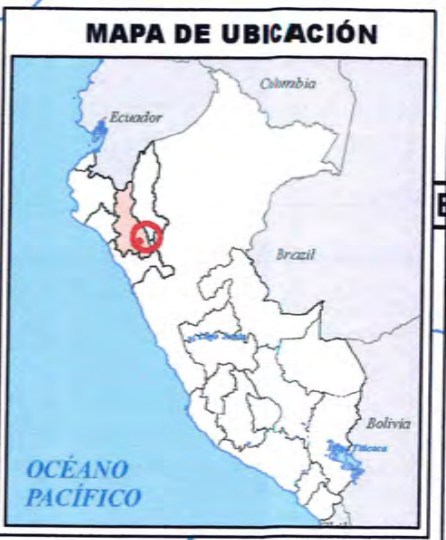 MAPA DE UBICACIÓN
Colombia
Ecuador
Brazil
Bolivia
OCÉANO
PACÍFICO